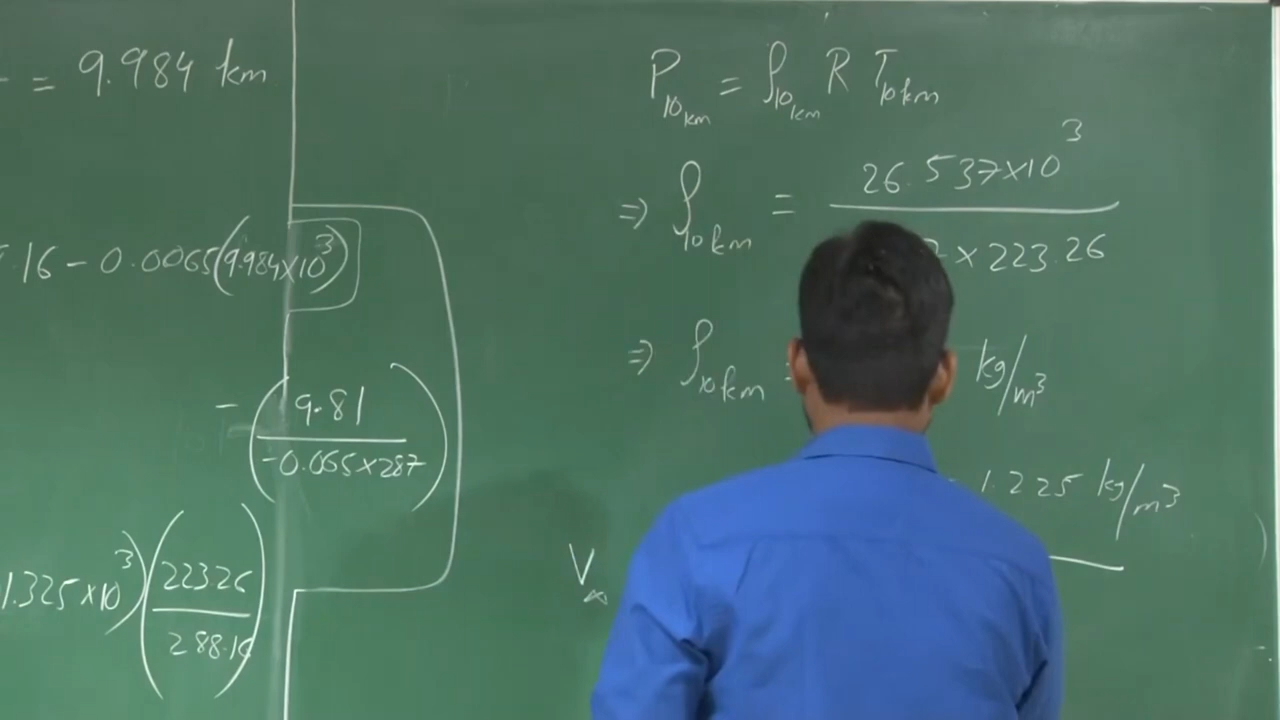 = 9.984 km
.16 - 0.0065(9.984×10³)
- (9.81 / -0.065×287)
1.325×10³)(22326 / 288.16)
P10km = ρ10km R T10km
⇒ ρ10km = 26.537×10³
× 223.26
⇒ ρ10km = kg/m³
1.225 kg/m³
V∞